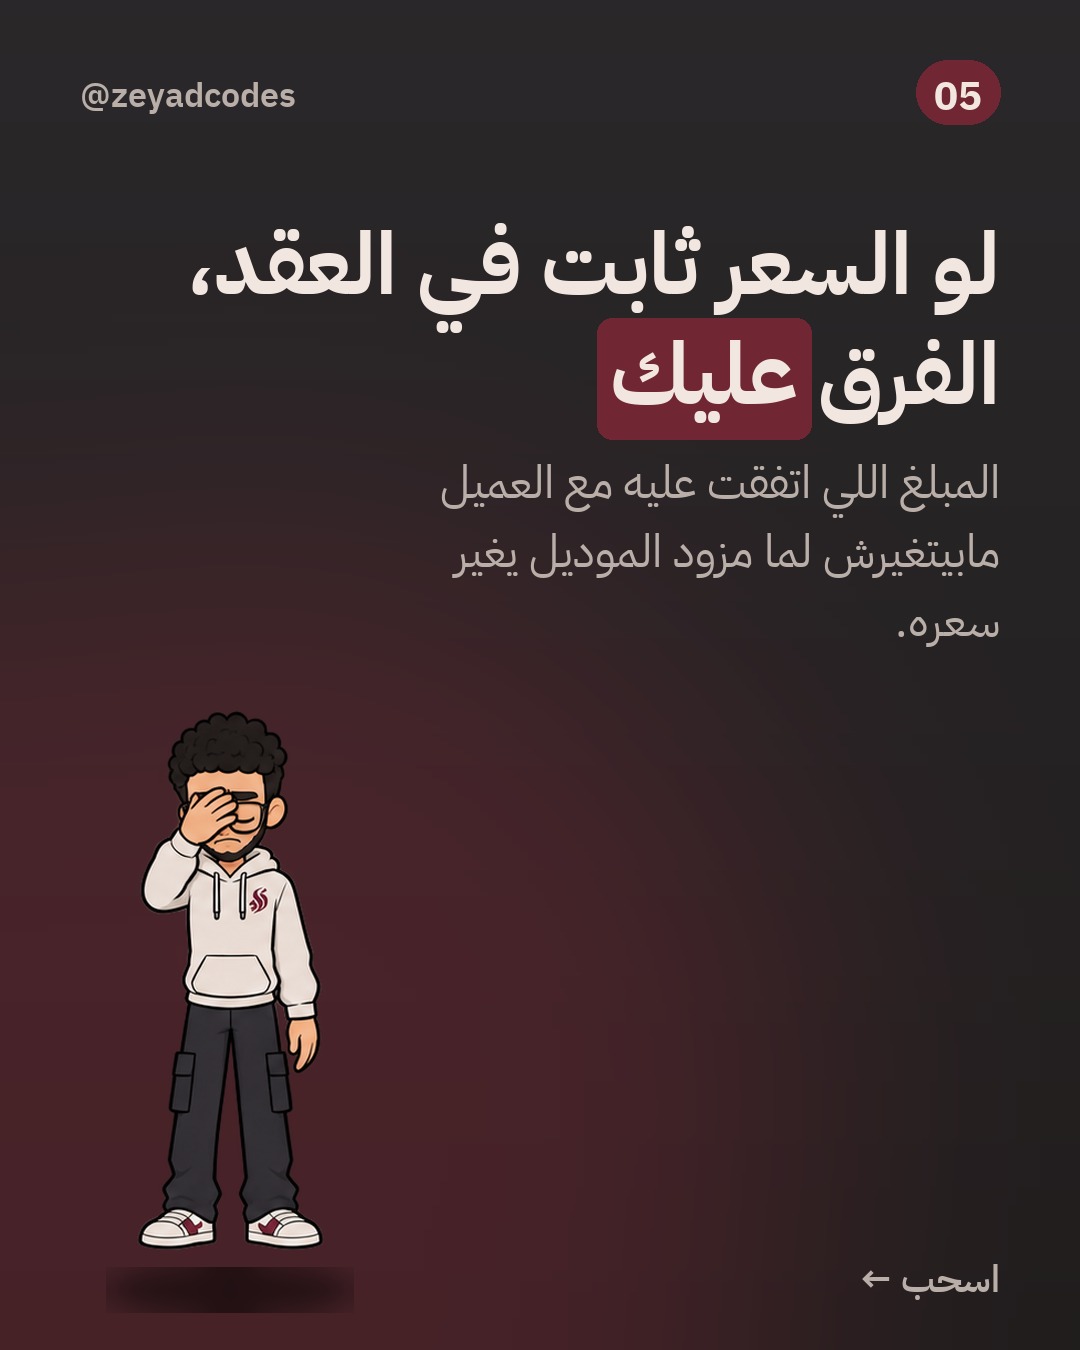 @zeyadcodes
05
لو السعر ثابت في العقد،
الفرق عليك
المبلغ اللي اتفقت عليه مع العميل
مابيتغيرش لما مزود الموديل يغير
سعره.
اسحب ←